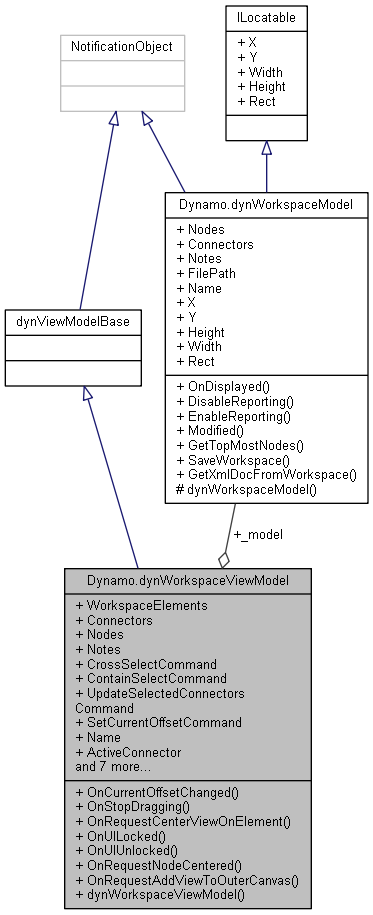 ILocatable
+ X
+ Y
+ Width
+ Height
+ Rect
NotificationObject
Dynamo.dynWorkspaceModel
+ Nodes
+ Connectors
+ Notes
+ FilePath
+ Name
+ X
+ Y
+ Height
+ Width
+ Rect
+ OnDisplayed()
+ DisableReporting()
+ EnableReporting()
+ Modified()
+ GetTopMostNodes()
+ SaveWorkspace()
+ GetXmlDocFromWorkspace()
# dynWorkspaceModel()
dynViewModelBase
+_model
Dynamo.dynWorkspaceViewModel
+ WorkspaceElements
+ Connectors
+ Nodes
+ Notes
+ CrossSelectCommand
+ ContainSelectCommand
+ UpdateSelectedConnectors
Command
+ SetCurrentOffsetCommand
+ Name
+ ActiveConnector
and 7 more...
+ OnCurrentOffsetChanged()
+ OnStopDragging()
+ OnRequestCenterViewOnElement()
+ OnUILocked()
+ OnUIUnlocked()
+ OnRequestNodeCentered()
+ OnRequestAddViewToOuterCanvas()
+ dynWorkspaceViewModel()